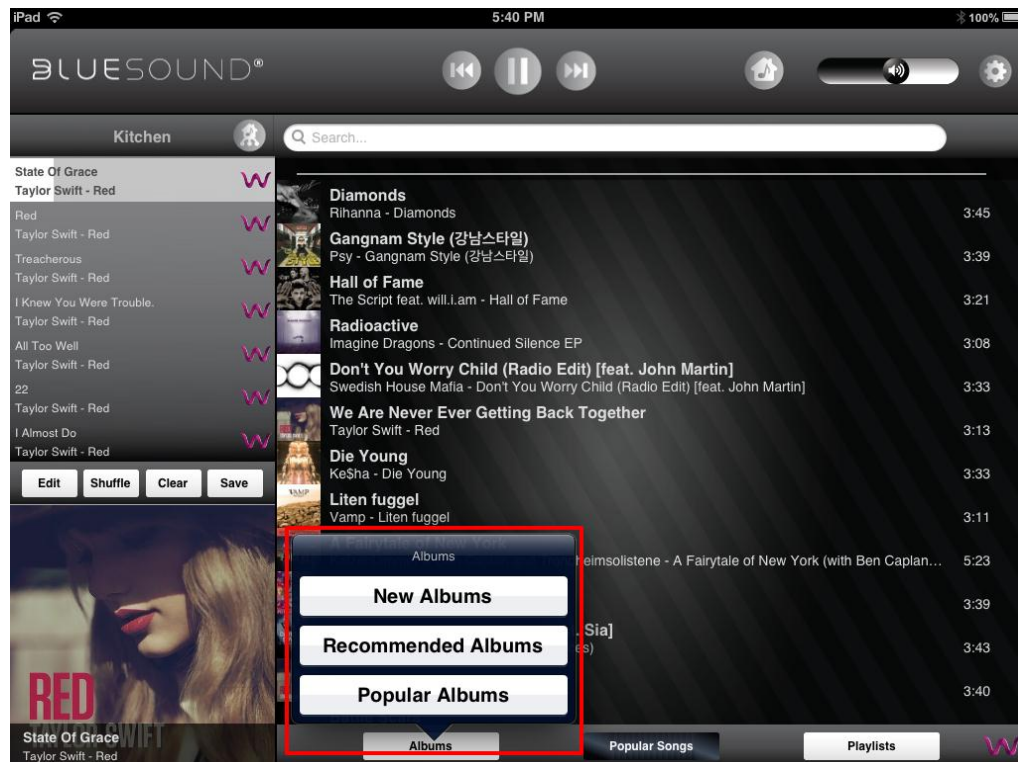 iPad
5:40 PM
100%
BLUESOUND®
Kitchen
Search...
State Of Grace
Taylor Swift - Red
Red
Taylor Swift - Red
Treacherous
Taylor Swift - Red
I Knew You Were Trouble.
Taylor Swift - Red
All Too Well
Taylor Swift - Red
22
Taylor Swift - Red
I Almost Do
Taylor Swift - Red
Edit Shuffle Clear Save
RED
TAYLOR SWIFT
State Of Grace
Taylor Swift - Red
Diamonds
Rihanna - Diamonds 3:45
Gangnam Style (강남스타일)
Psy - Gangnam Style (강남스타일) 3:39
Hall of Fame
The Script feat. will.i.am - Hall of Fame 3:21
Radioactive
Imagine Dragons - Continued Silence EP 3:08
Don't You Worry Child (Radio Edit) [feat. John Martin]
Swedish House Mafia - Don't You Worry Child (Radio Edit) [feat. John Martin] 3:33
We Are Never Ever Getting Back Together
Taylor Swift - Red 3:13
Die Young
Ke$ha - Die Young 3:33
Liten fuggel
Vamp - Liten fuggel 3:11
A Fairytale of New York
heimsolistene - A Fairytale of New York (with Ben Caplan... 5:23
3:39
Sia]
3:43
3:40
Albums
New Albums
Recommended Albums
Popular Albums
Albums Popular Songs Playlists